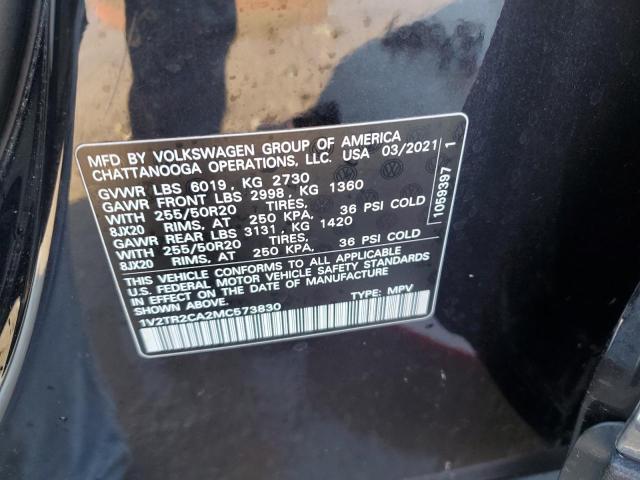 MFD BY VOLKSWAGEN GROUP OF AMERICA
CHATTANOOGA OPERATIONS, LLC. USA 03/2021
GVWR LBS 6019, KG 2730
GAWR FRONT LBS 2998, KG 1360
WITH 255/50R20 TIRES,
8JX20 RIMS, AT 250 KPA, 36 PSI COLD
GAWR REAR LBS 3131, KG 1420
WITH 255/50R20 TIRES,
8JX20 RIMS, AT 250 KPA, 36 PSI COLD
THIS VEHICLE CONFORMS TO ALL APPLICABLE
U.S. FEDERAL MOTOR VEHICLE SAFETY STANDARDS
IN EFFECT ON THE DATE OF MANUFACTURE
SHOWN ABOVE
1V2TR2CA2MC573830 TYPE: MPV
1059397 1